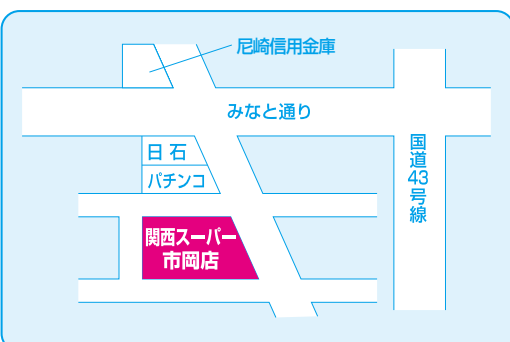 尼崎信用金庫
みなと通り
日石
パチンコ
国道43号線
関西スーパー
市岡店